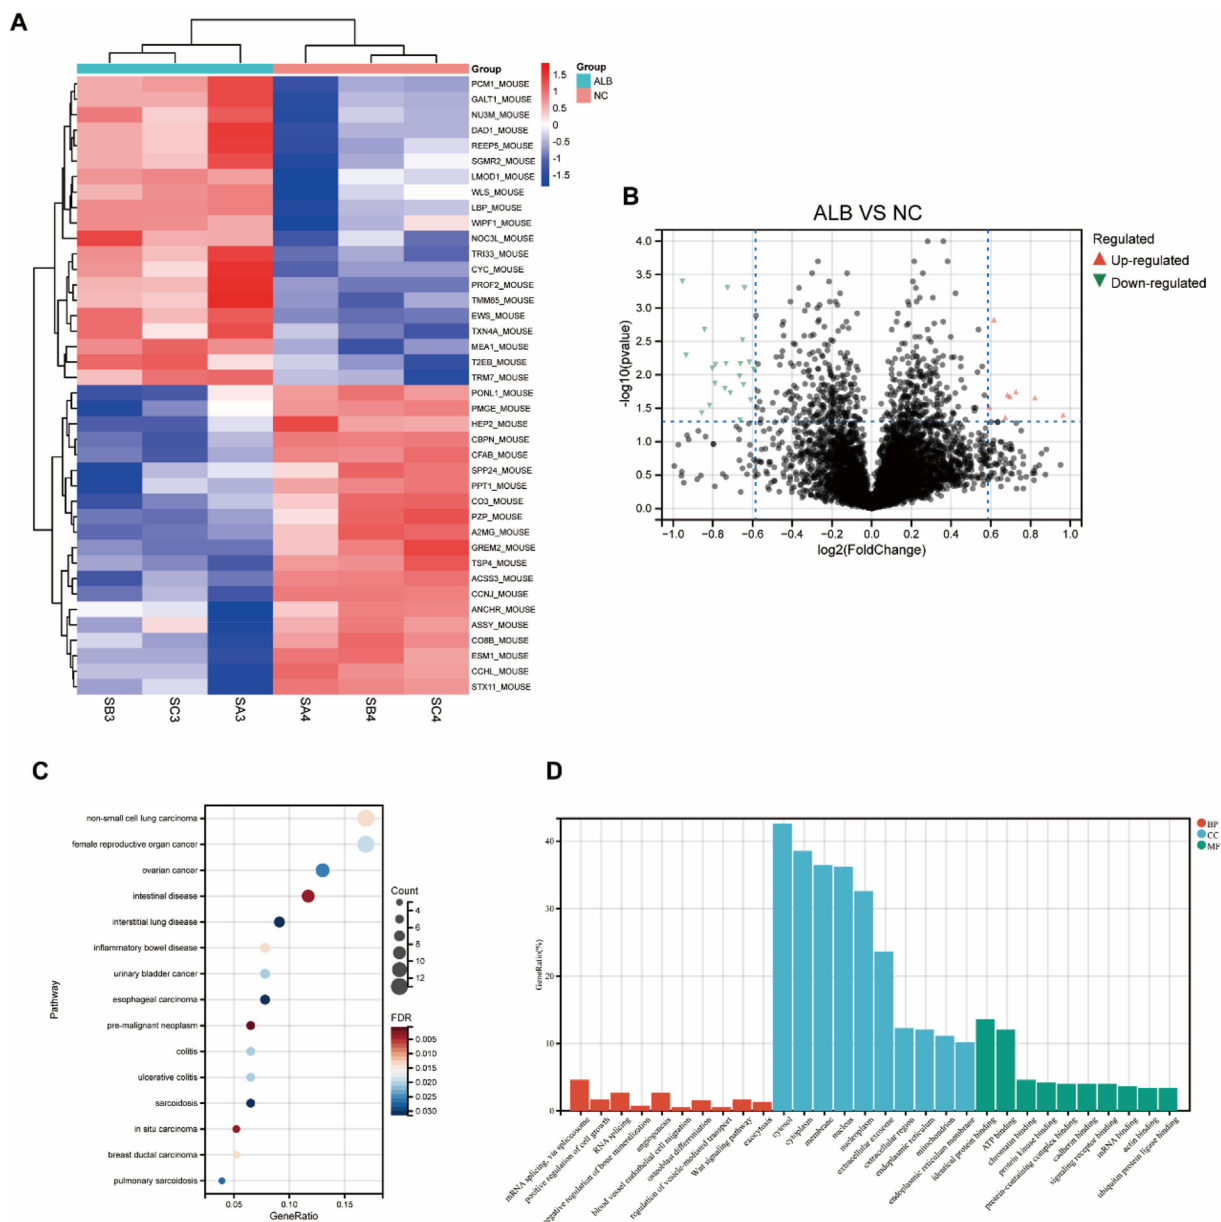 A
Group
PCM1_MOUSE
GALT1_MOUSE
NU3M_MOUSE
DAD1_MOUSE
REEP5_MOUSE
SGMR2_MOUSE
LMOD1_MOUSE
WLS_MOUSE
LBP_MOUSE
WIPF1_MOUSE
NOC3L_MOUSE
TRI33_MOUSE
CYC_MOUSE
PROF2_MOUSE
TMM65_MOUSE
EWS_MOUSE
TXN4A_MOUSE
MEA1_MOUSE
T2EB_MOUSE
TRM7_MOUSE
PONL1_MOUSE
PMGE_MOUSE
HEP2_MOUSE
CBPN_MOUSE
CFAB_MOUSE
SPP24_MOUSE
PPT1_MOUSE
CO3_MOUSE
PZP_MOUSE
A2MG_MOUSE
GREM2_MOUSE
TSP4_MOUSE
ACSS3_MOUSE
CCNJ_MOUSE
ANCHR_MOUSE
ASSY_MOUSE
CO8B_MOUSE
ESM1_MOUSE
CCHL_MOUSE
STX11_MOUSE
SB3
SC3
SA3
SA4
SB4
SC4
1.5
1
0.5
0
-0.5
-1
-1.5
Group
ALB
NC
B
ALB VS NC
4.0
3.5
3.0
2.5
2.0
1.5
1.0
0.5
0.0
-log10(pvalue)
−1.0
−0.8
−0.6
−0.4
−0.2
0.0
0.2
0.4
0.6
0.8
1.0
log2(FoldChange)
Regulated
Up-regulated
Down-regulated
C
Pathway
non-small cell lung carcinoma
female reproductive organ cancer
ovarian cancer
intestinal disease
interstitial lung disease
inflammatory bowel disease
urinary bladder cancer
esophageal carcinoma
pre-malignant neoplasm
colitis
ulcerative colitis
sarcoidosis
in situ carcinoma
breast ductal carcinoma
pulmonary sarcoidosis
0.05
0.10
0.15
GeneRatio
Count
4
6
8
10
12
FDR
0.005
0.010
0.015
0.020
0.025
0.030
D
GeneRatio(%)
40
30
20
10
0
mRNA splicing, via spliceosome
positive regulation of cell growth
RNA splicing
negative regulation of bone mineralization
angiogenesis
blood vessel endothelial cell migration
osteoblast differentiation
regulation of vesicle-mediated transport
Wnt signaling pathway
exocytosis
cytosol
cytoplasm
membrane
nucleus
nucleoplasm
extracellular exosome
extracellular region
endoplasmic reticulum
mitochondrion
endoplasmic reticulum membrane
identical protein binding
ATP binding
chromatin binding
protein kinase binding
protein-containing complex binding
cadherin binding
signaling receptor binding
mRNA binding
actin binding
ubiquitin protein ligase binding
BP
CC
MF